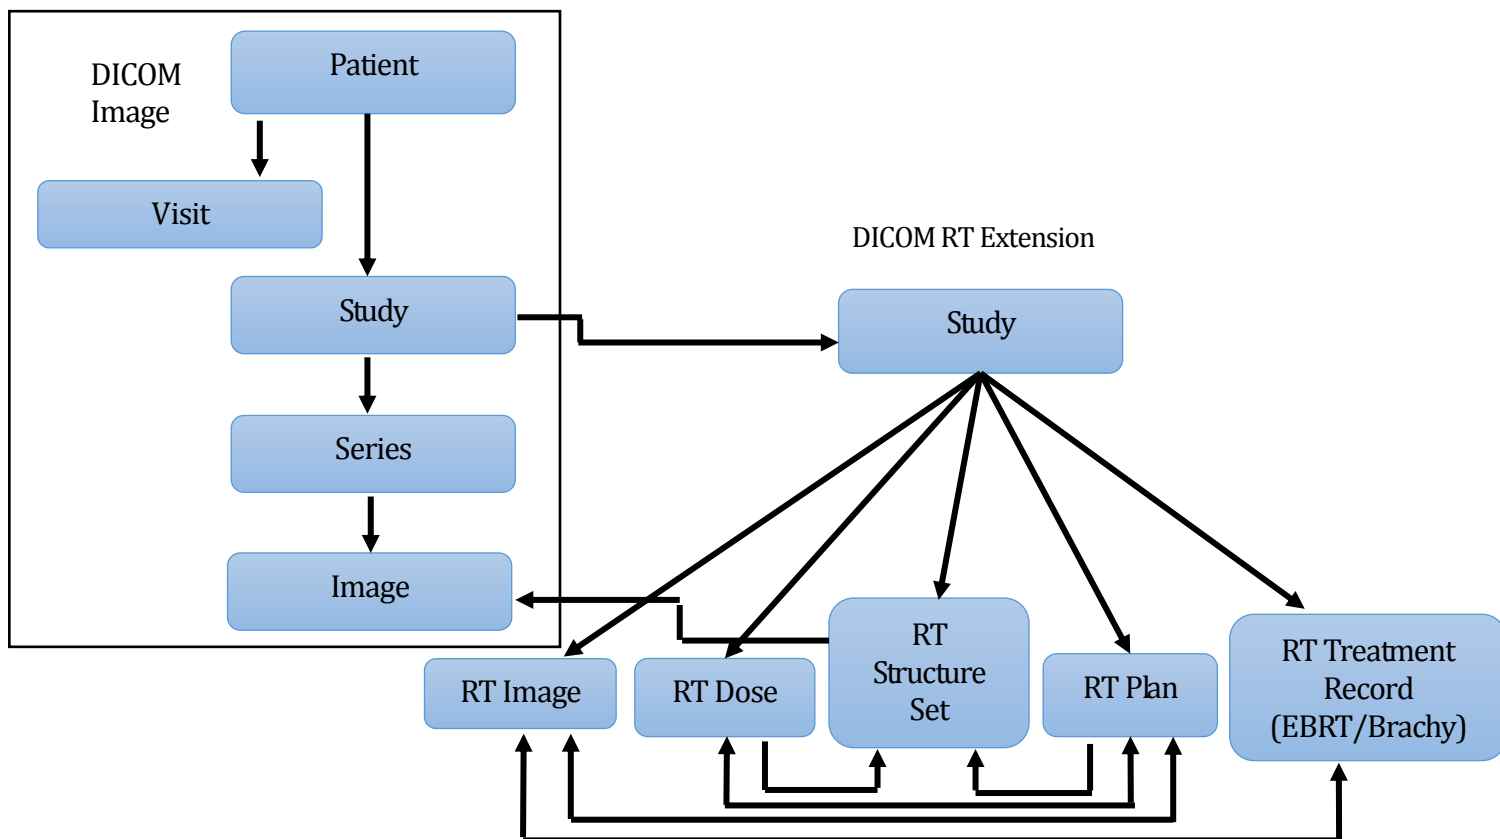 DICOM
Image
Patient
Visit
Study
Series
Image
DICOM RT Extension
Study
RT Image
RT Dose
RT
Structure
Set
RT Plan
RT Treatment
Record
(EBRT/Brachy)